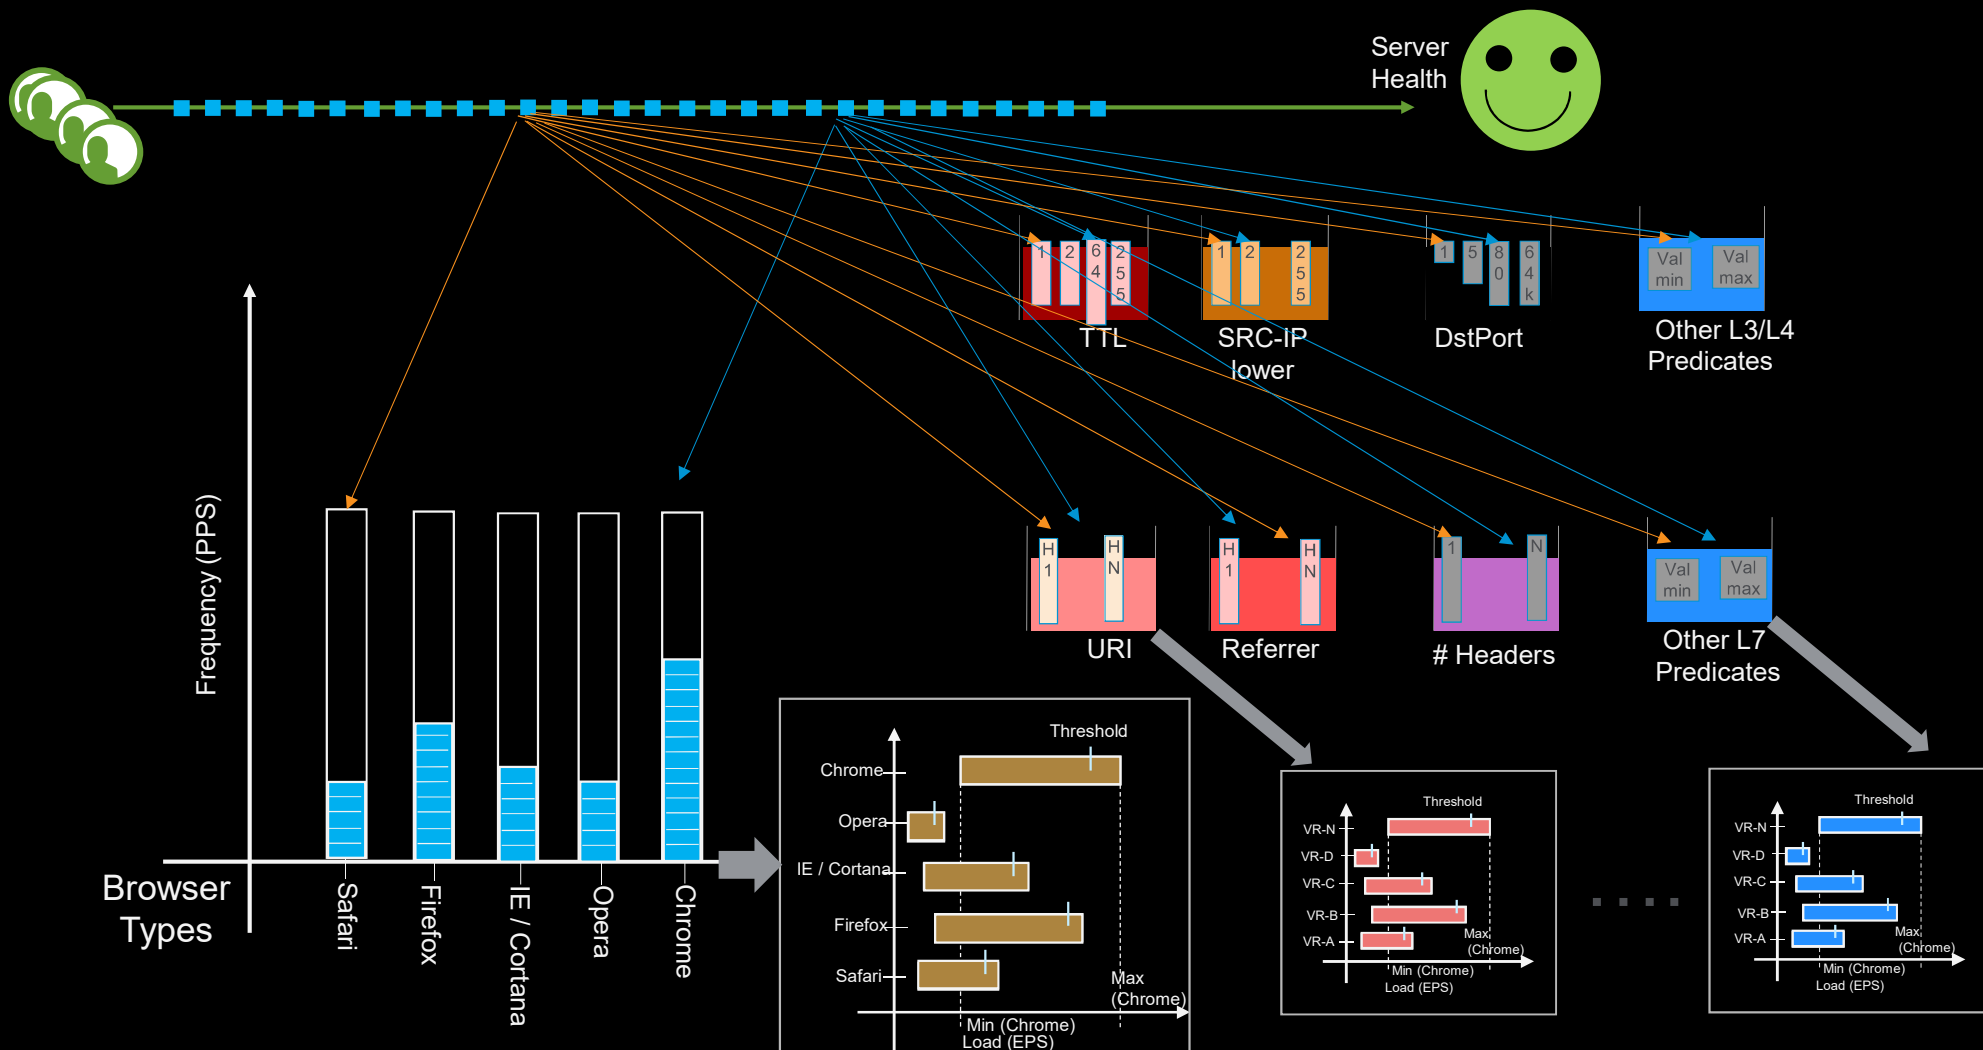 Server
Health
1
2
6
4
2
5
5
TTL
1
2
2
5
5
SRC-IP
lower
1
5
8
0
6
4
k
DstPort
Val
min
Val
max
Other L3/L4
Predicates
H
1
H
N
URI
H
1
H
N
Referrer
1
N
# Headers
Val
min
Val
max
Other L7
Predicates
Frequency (PPS)
Browser
Types
Safari
Firefox
IE / Cortana
Opera
Chrome
Threshold
Chrome
Opera
IE / Cortana
Firefox
Safari
Max
(Chrome)
Min (Chrome)
Load (EPS)
Threshold
VR-N
VR-D
VR-C
VR-B
VR-A
Max
(Chrome)
Min (Chrome)
Load (EPS)
Threshold
VR-N
VR-D
VR-C
VR-B
VR-A
Max
(Chrome)
Min (Chrome)
Load (EPS)